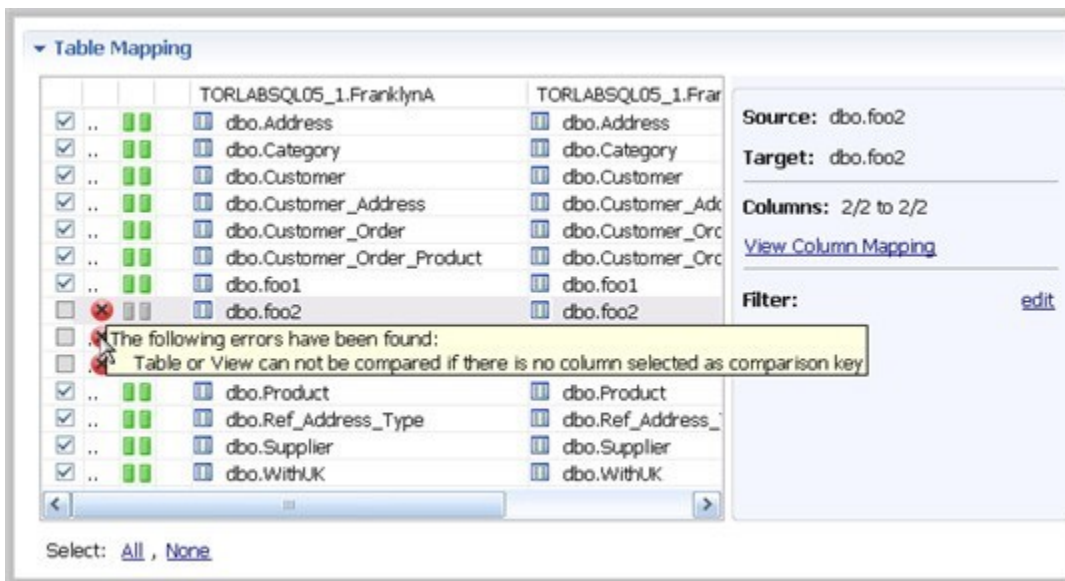 Table Mapping
TORLABSQL05_1.FranklynA TORLABSQL05_1.Frar
.. dbo.Address dbo.Address
.. dbo.Category dbo.Category
.. dbo.Customer dbo.Customer
.. dbo.Customer_Address dbo.Customer_Adc
.. dbo.Customer_Order dbo.Customer_Orc
.. dbo.Customer_Order_Product dbo.Customer_Orc
.. dbo.foo1 dbo.foo1
dbo.foo2 dbo.foo2
The following errors have been found:
Table or View can not be compared if there is no column selected as comparison key
.. dbo.Product dbo.Product
.. dbo.Ref_Address_Type dbo.Ref_Address_
.. dbo.Supplier dbo.Supplier
.. dbo.WithUK dbo.WithUK
Select: All , None
Source: dbo.foo2
Target: dbo.foo2
Columns: 2/2 to 2/2
View Column Mapping
Filter: edit